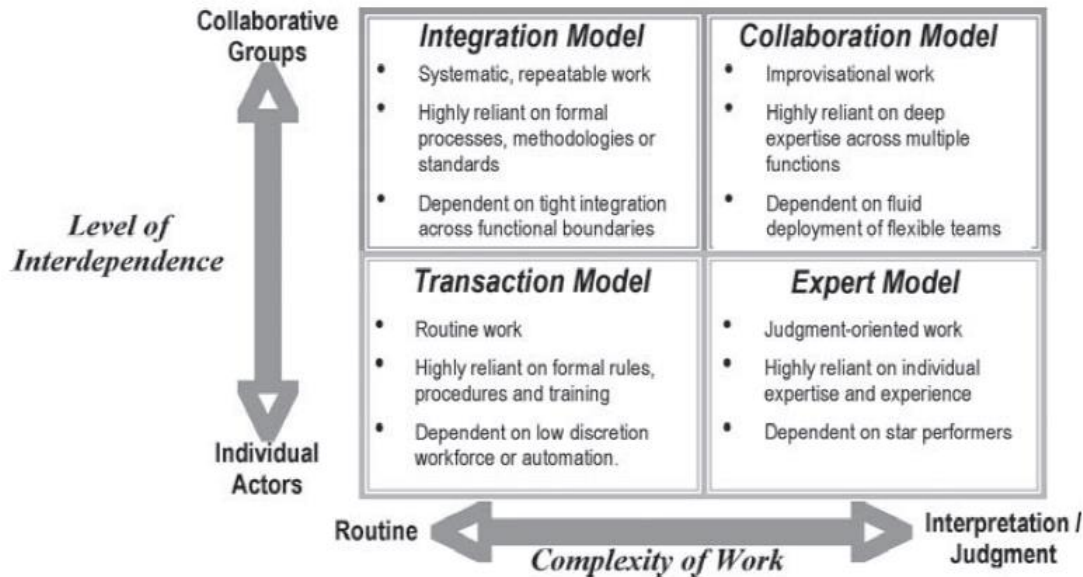 Collaborative
Groups
Level of
Interdependence
Individual
Actors
Integration Model
• Systematic, repeatable work
• Highly reliant on formal
processes, methodologies or
standards
• Dependent on tight integration
across functional boundaries
Collaboration Model
• Improvisational work
• Highly reliant on deep
expertise across multiple
functions
• Dependent on fluid
deployment of flexible teams
Transaction Model
• Routine work
• Highly reliant on formal rules,
procedures and training
• Dependent on low discretion
workforce or automation.
Expert Model
• Judgment-oriented work
• Highly reliant on individual
expertise and experience
• Dependent on star performers
Routine
Complexity of Work
Interpretation /
Judgment